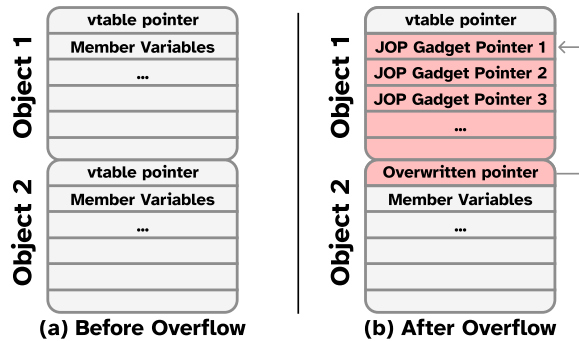 Object 1
vtable pointer
Member Variables
...
Object 2
vtable pointer
Member Variables
...
(a) Before Overflow
Object 1
vtable pointer
JOP Gadget Pointer 1
JOP Gadget Pointer 2
JOP Gadget Pointer 3
...
Object 2
Overwritten pointer
Member Variables
...
(b) After Overflow